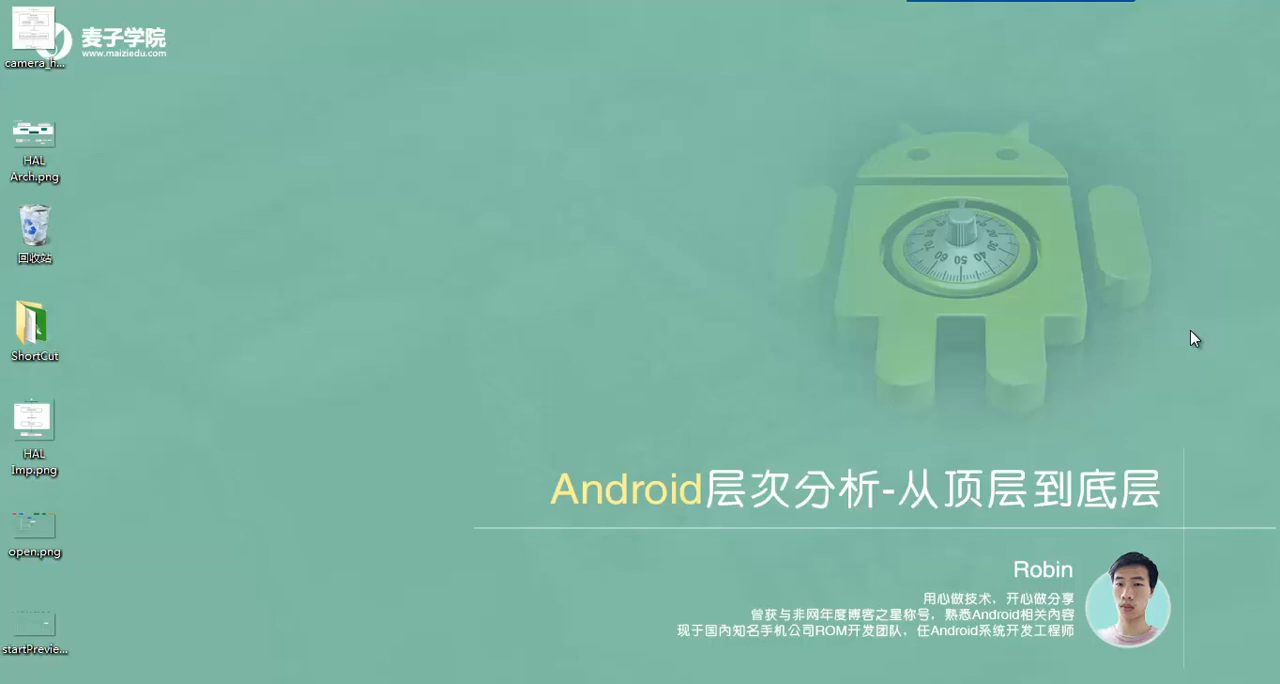 麦子学院
www.maiziedu.com
camera_h...
HAL
Arch.png
回收站
ShortCut
HAL
Imp.png
open.png
startPrevie...
30
40
50
60
70
Android层次分析-从顶层到底层
Robin
用心做技术，开心做分享
曾获与非网年度博客之星称号，熟悉Android相关内容
现于国内知名手机公司ROM开发团队，任Android系统开发工程师